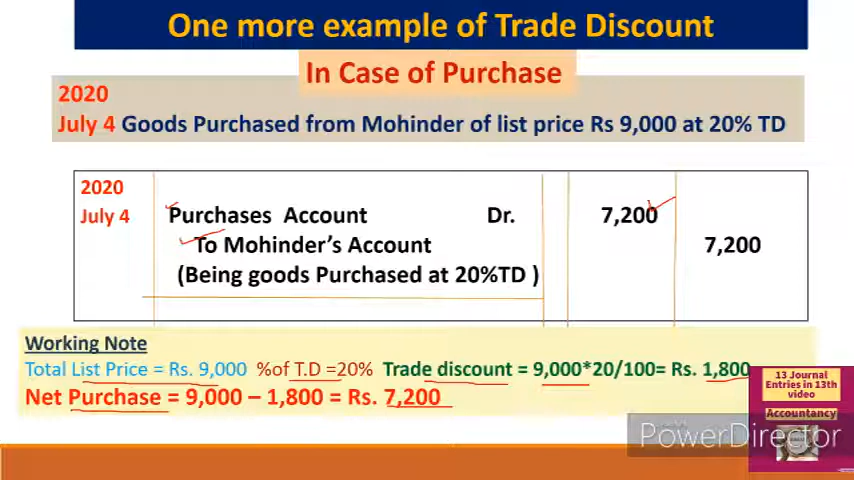 One more example of Trade Discount
In Case of Purchase
2020
July 4 Goods Purchased from Mohinder of list price Rs 9,000 at 20% TD
2020
July 4 Purchases Account Dr. 7,200
To Mohinder's Account 7,200
(Being goods Purchased at 20%TD )
Working Note
Total List Price = Rs. 9,000 %of T.D =20% Trade discount = 9,000*20/100= Rs. 1,800
Net Purchase = 9,000 – 1,800 = Rs. 7,200
13 Journal
Entries in 13th
video
Accountancy
PowerDirector